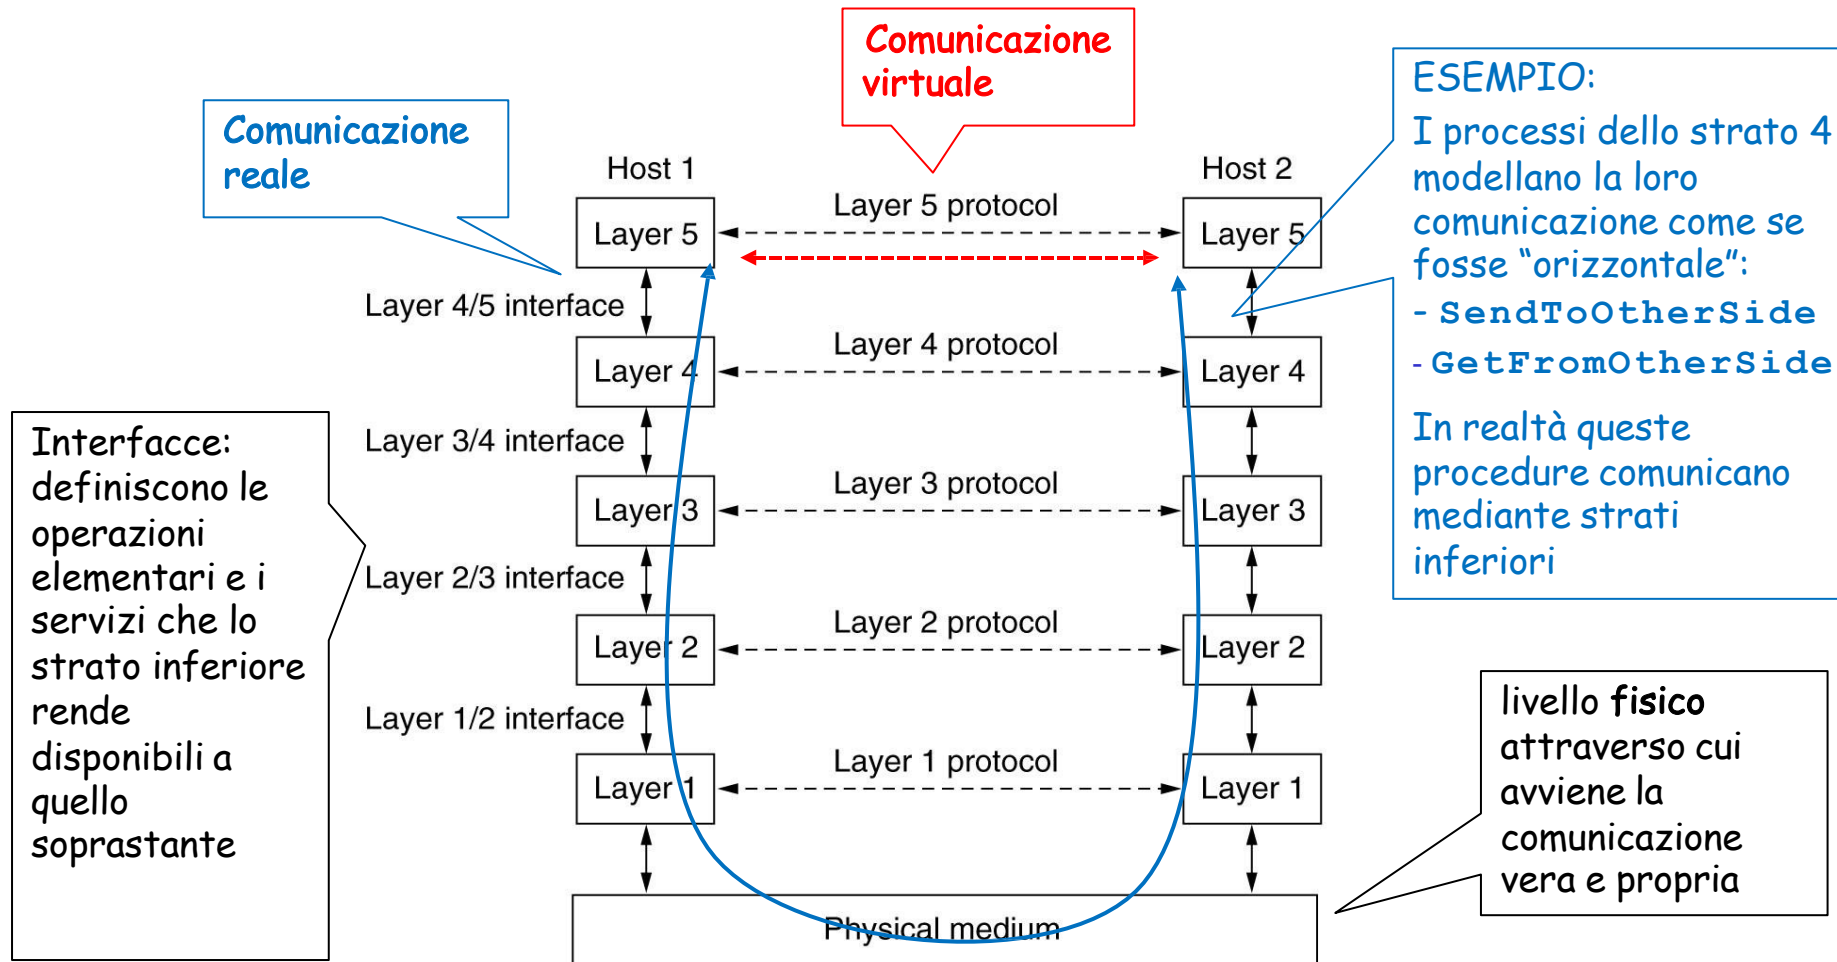 Comunicazione
virtuale
Comunicazione
reale
ESEMPIO:
I processi dello strato 4
modellano la loro
comunicazione come se
fosse “orizzontale”:
- SendToOtherSide
- GetFromOtherSide
In realtà queste
procedure comunicano
mediante strati
inferiori
Host 1
Host 2
Layer 5
Layer 5 protocol
Layer 5
Layer 4/5 interface
Layer 4
Layer 4 protocol
Layer 4
Layer 3/4 interface
Layer 3
Layer 3 protocol
Layer 3
Layer 2/3 interface
Layer 2
Layer 2 protocol
Layer 2
Layer 1/2 interface
Layer 1
Layer 1 protocol
Layer 1
Physical medium
Interfacce:
definiscono le
operazioni
elementari e i
servizi che lo
strato inferiore
rende
disponibili a
quello
soprastante
livello fisico
attraverso cui
avviene la
comunicazione
vera e propria